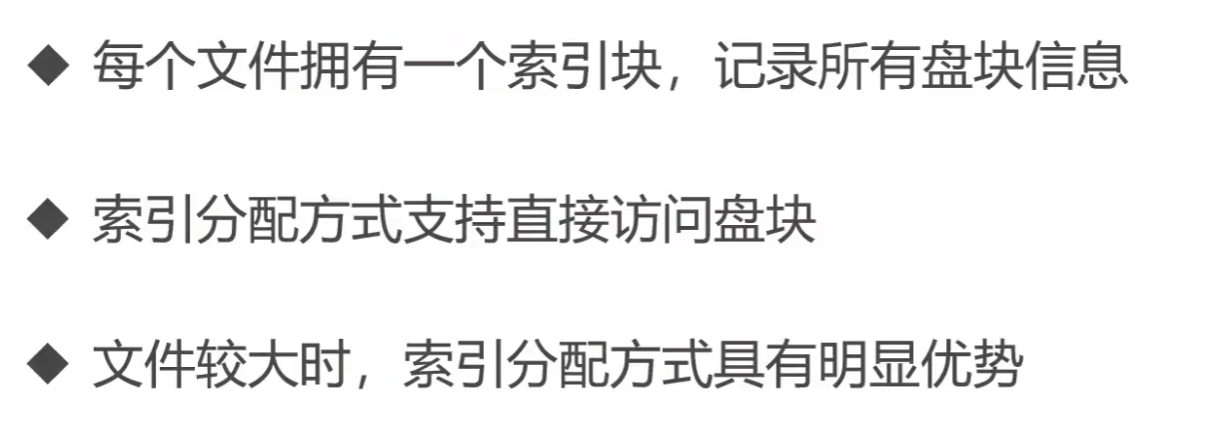 ◆ 每个文件拥有一个索引块，记录所有盘块信息
◆ 索引分配方式支持直接访问盘块
◆ 文件较大时，索引分配方式具有明显优势